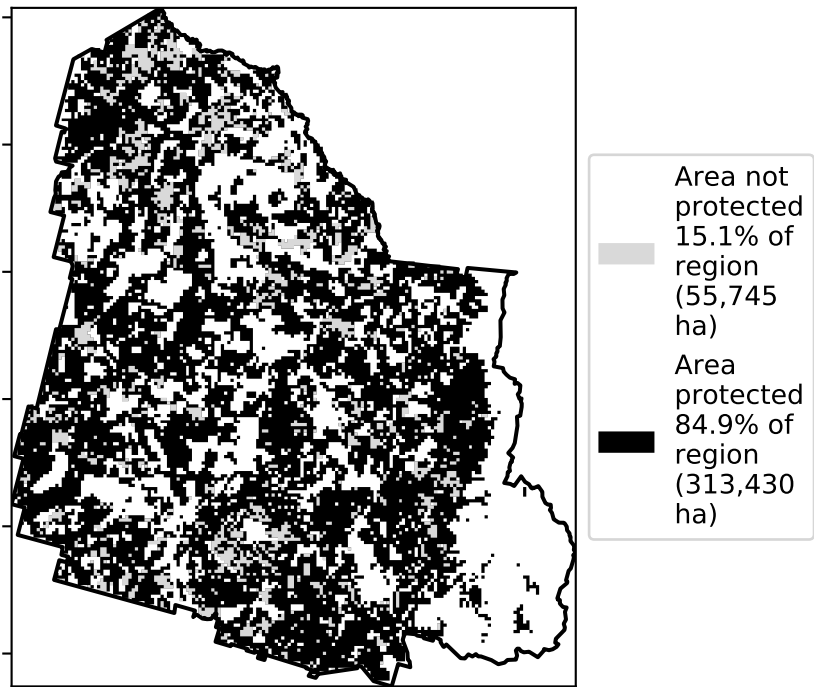 Area not
protected
15.1% of
region
(55,745
ha)
Area
protected
84.9% of
region
(313,430
ha)